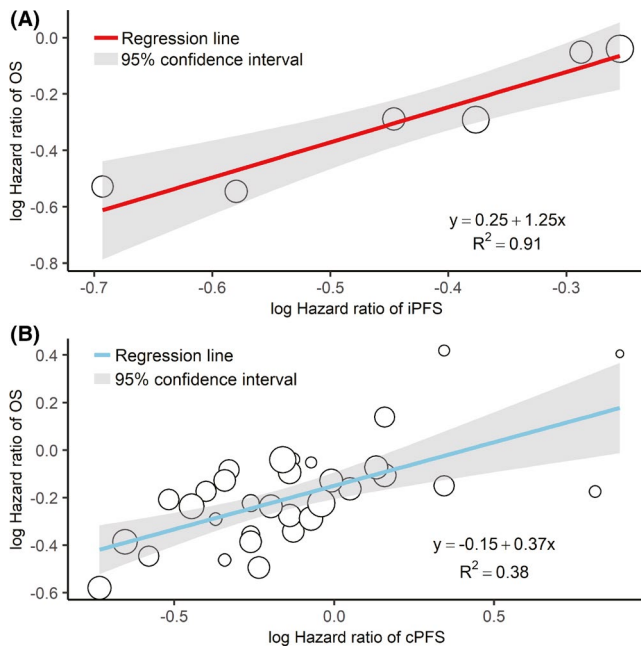 (A)
0.0
-0.2
-0.4
-0.6
-0.8
log Hazard ratio of OS
Regression line
95% confidence interval
y = 0.25 + 1.25x
R² = 0.91
-0.7 -0.6 -0.5 -0.4 -0.3
log Hazard ratio of iPFS
(B)
0.4
0.2
0.0
-0.2
-0.4
-0.6
log Hazard ratio of OS
Regression line
95% confidence interval
y = -0.15 + 0.37x
R² = 0.38
-0.5 0.0 0.5
log Hazard ratio of cPFS